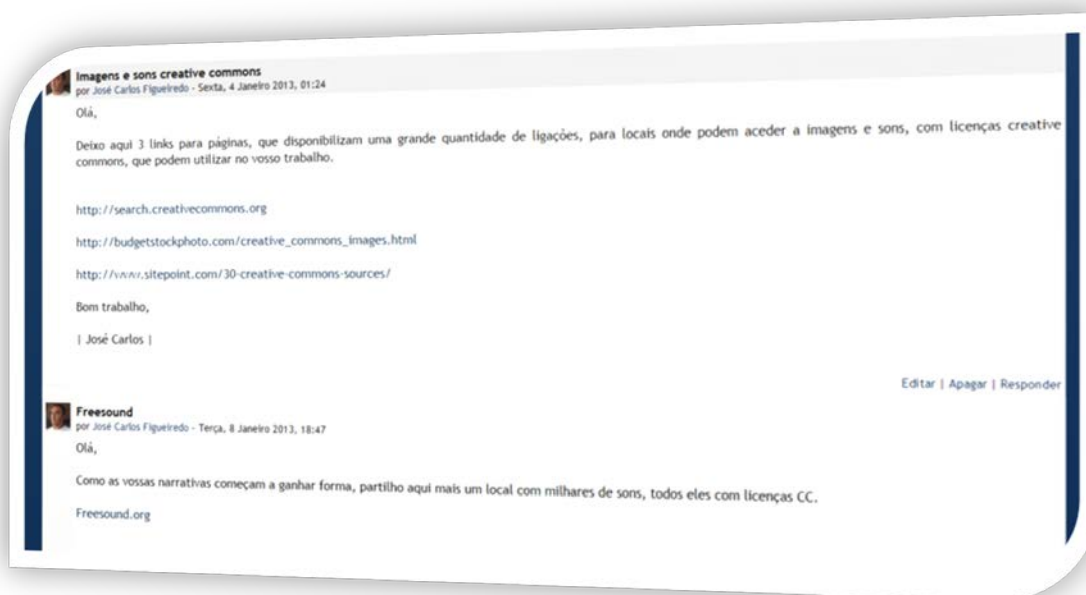 Imagens e sons creative commons
por José Carlos Figueiredo - Sexta, 4 Janeiro 2013, 01:24
Olá,
Deixo aqui 3 links para páginas, que disponibilizam uma grande quantidade de ligações, para locais onde podem aceder a imagens e sons, com licenças creative
commons, que podem utilizar no vosso trabalho.
http://search.creativecommons.org
http://budgetstockphoto.com/creative_commons_images.html
http://www.sitepoint.com/30-creative-commons-sources/
Bom trabalho,
| José Carlos |
Editar | Apagar | Responder
Freesound
por José Carlos Figueiredo - Terça, 8 Janeiro 2013, 18:47
Olá,
Como as vossas narrativas começam a ganhar forma, partilho aqui mais um local com milhares de sons, todos eles com licenças CC.
Freesound.org